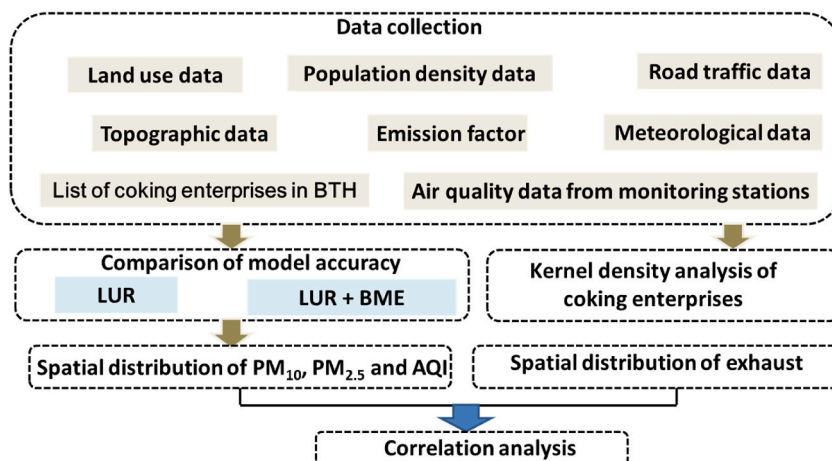 Data collection
Land use data
Population density data
Road traffic data
Topographic data
Emission factor
Meteorological data
List of coking enterprises in BTH
Air quality data from monitoring stations
Comparison of model accuracy
LUR
LUR + BME
Kernel density analysis of
coking enterprises
Spatial distribution of PM₁₀, PM₂.₅ and AQI
Spatial distribution of exhaust
Correlation analysis